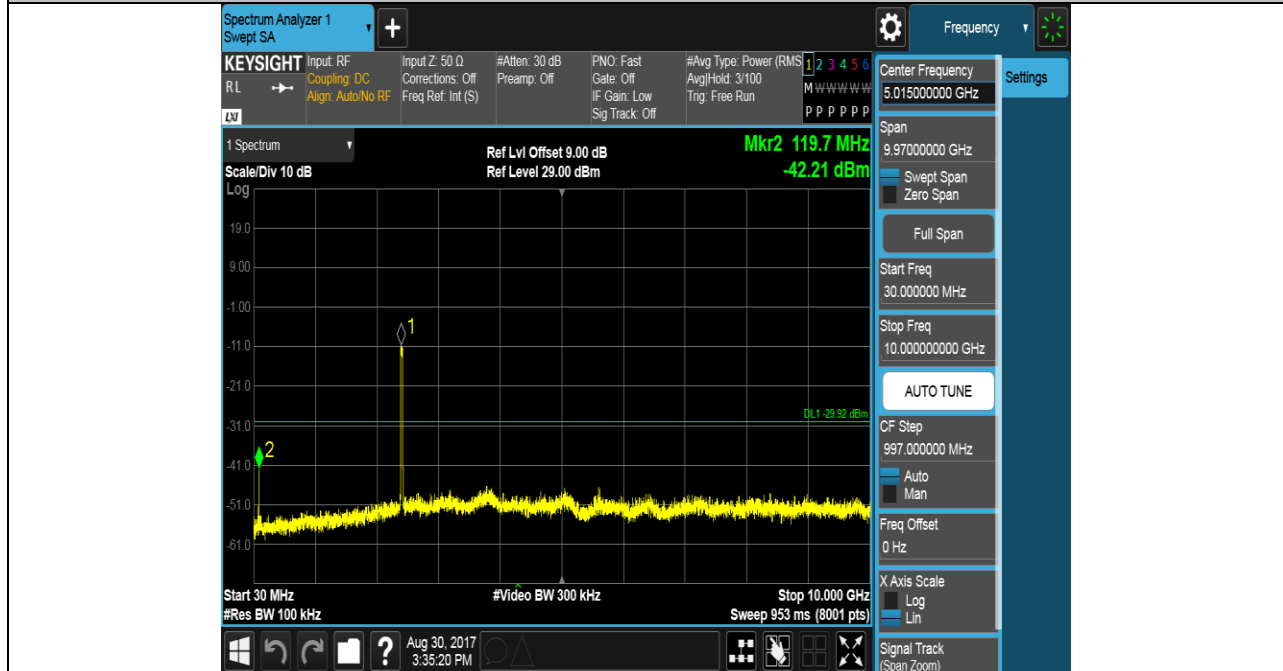 Spectrum Analyzer 1
Swept SA
+
Frequency
KEYSIGHT
RL
LXI
Input: RF
Coupling: DC
Align: Auto/No RF
Input Z: 50 Ω
Corrections: Off
Freq Ref: Int (S)
#Atten: 30 dB
Preamp: Off
PNO: Fast
Gate: Off
IF Gain: Low
Sig Track: Off
#Avg Type: Power (RMS
Avg|Hold: 3/100
Trig: Free Run
1 2 3 4 5 6
M W W W W W
P P P P P P
1 Spectrum
Scale/Div 10 dB
Log
Ref Lvl Offset 9.00 dB
Ref Level 29.00 dBm
Mkr2 119.7 MHz
-42.21 dBm
19.0
9.00
-1.00
-11.0
-21.0
-31.0
-41.0
-51.0
-61.0
1
2
DL1 -29.92 dBm
Start 30 MHz
#Res BW 100 kHz
#Video BW 300 kHz
Stop 10.000 GHz
Sweep 953 ms (8001 pts)
?
Aug 30, 2017
3:35:20 PM
Center Frequency
5.015000000 GHz
Settings
Span
9.97000000 GHz
Swept Span
Zero Span
Full Span
Start Freq
30.000000 MHz
Stop Freq
10.000000000 GHz
AUTO TUNE
CF Step
997.000000 MHz
Auto
Man
Freq Offset
0 Hz
X Axis Scale
Log
Lin
Signal Track
(Span Zoom)